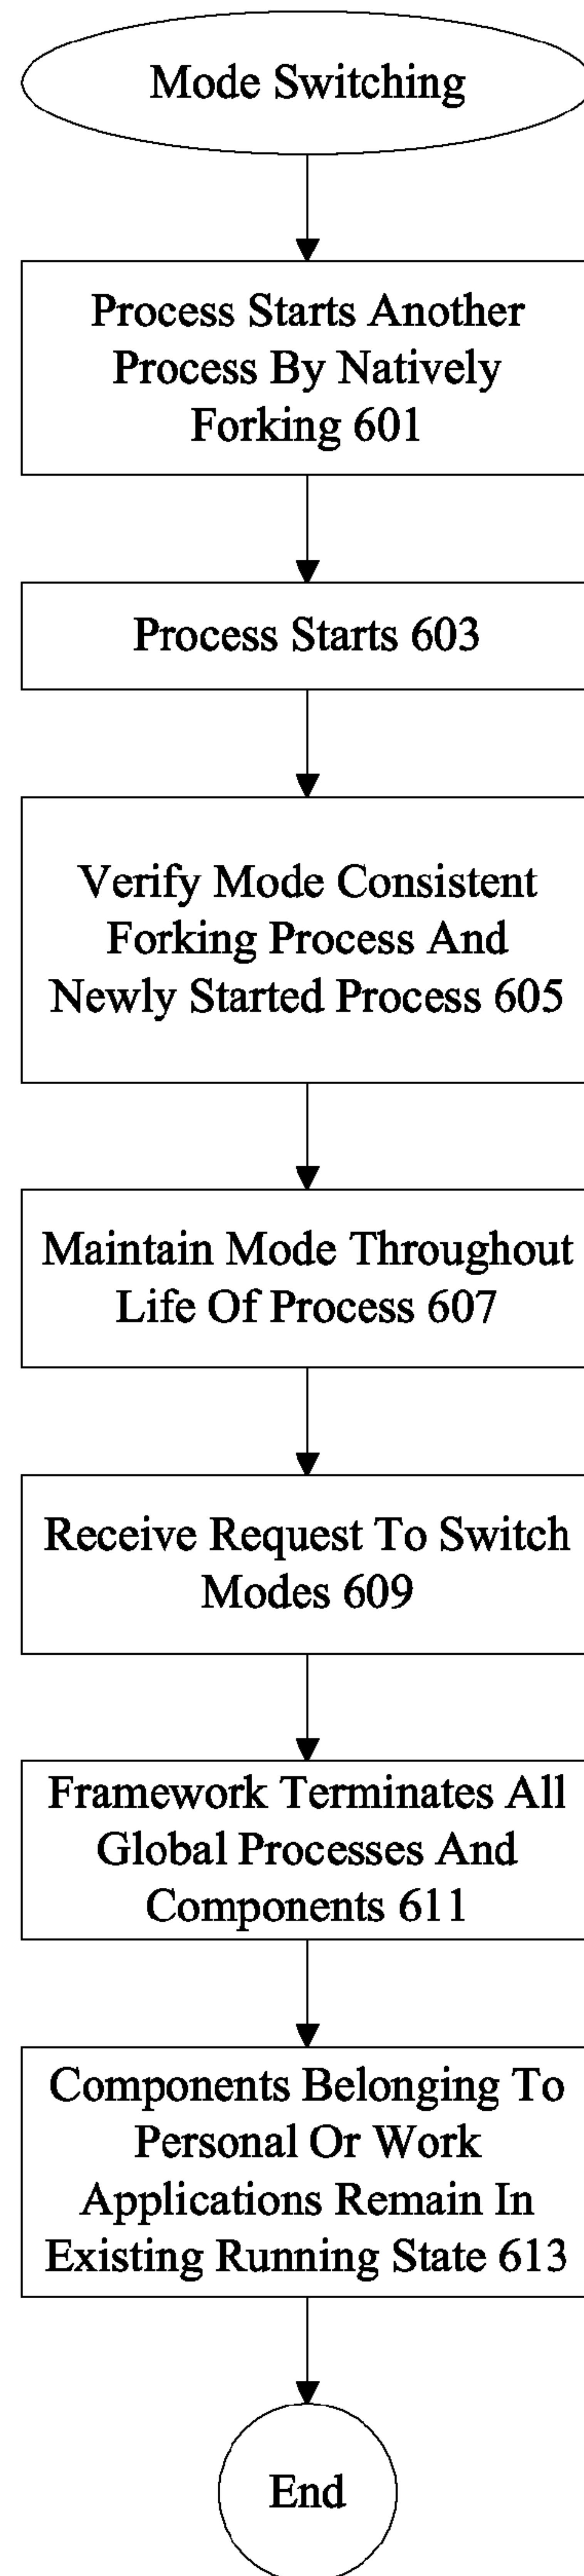 Mode Switching
Process Starts Another
Process By Natively
Forking 601
Process Starts 603
Verify Mode Consistent
Forking Process And
Newly Started Process 605
Maintain Mode Throughout
Life Of Process 607
Receive Request To Switch
Modes 609
Framework Terminates All
Global Processes And
Components 611
Components Belonging To
Personal Or Work
Applications Remain In
Existing Running State 613
End